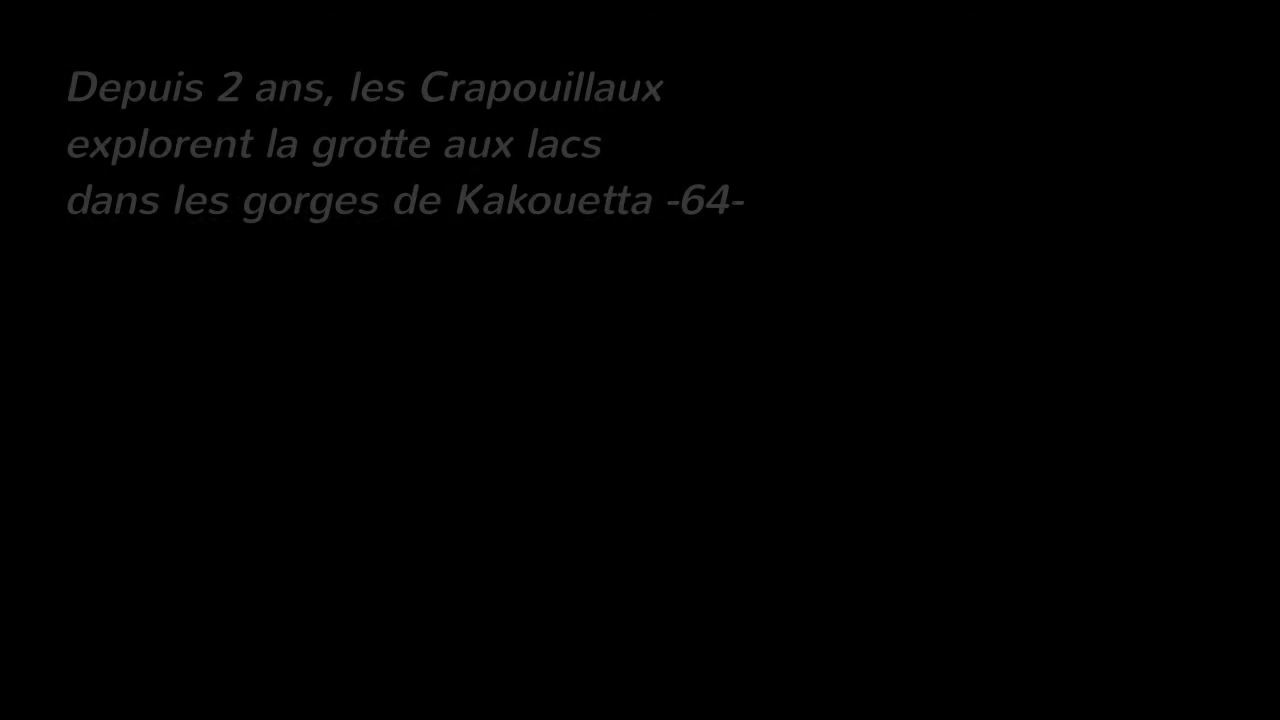 Depuis 2 ans, les Crapouillaux
explorent la grotte aux lacs
dans les gorges de Kakouetta -64-